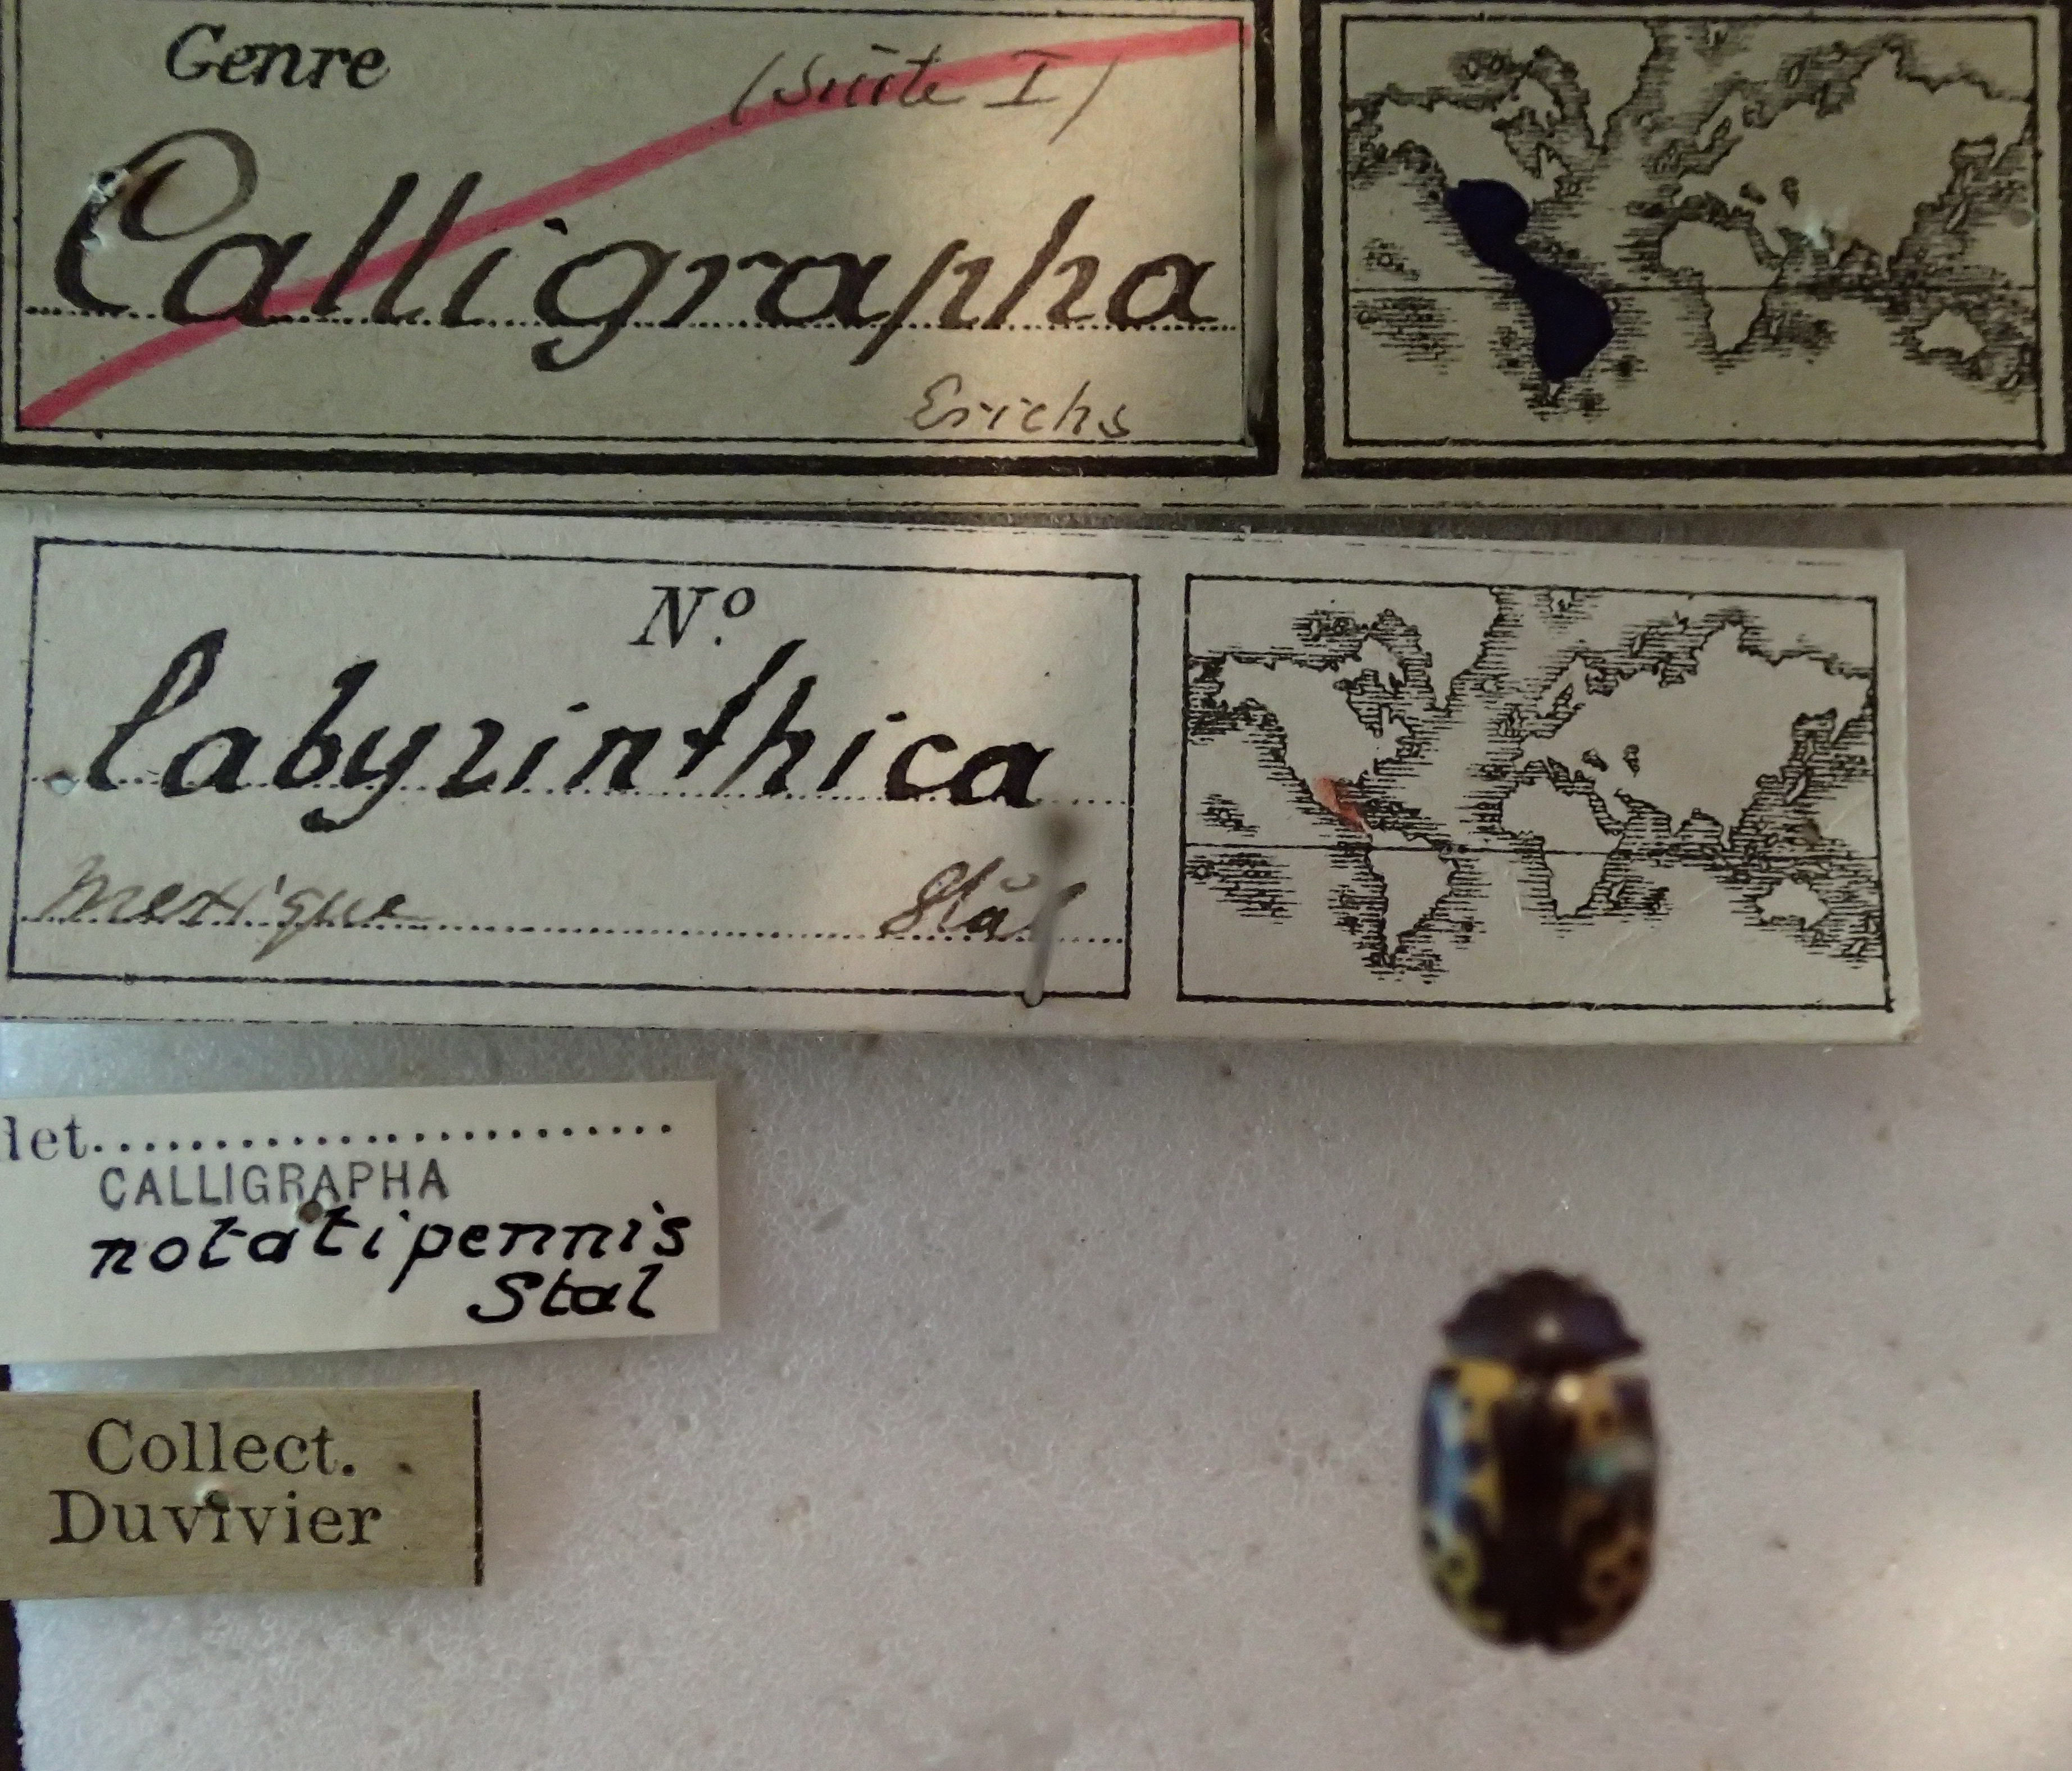 Genre
(Suite I)
Calligrapha
Erichs
N.º
labyrinthica
Mexique Stål
det..........................
CALLIGRAPHA
notatipennis
Stal
Collect.
Duvivier